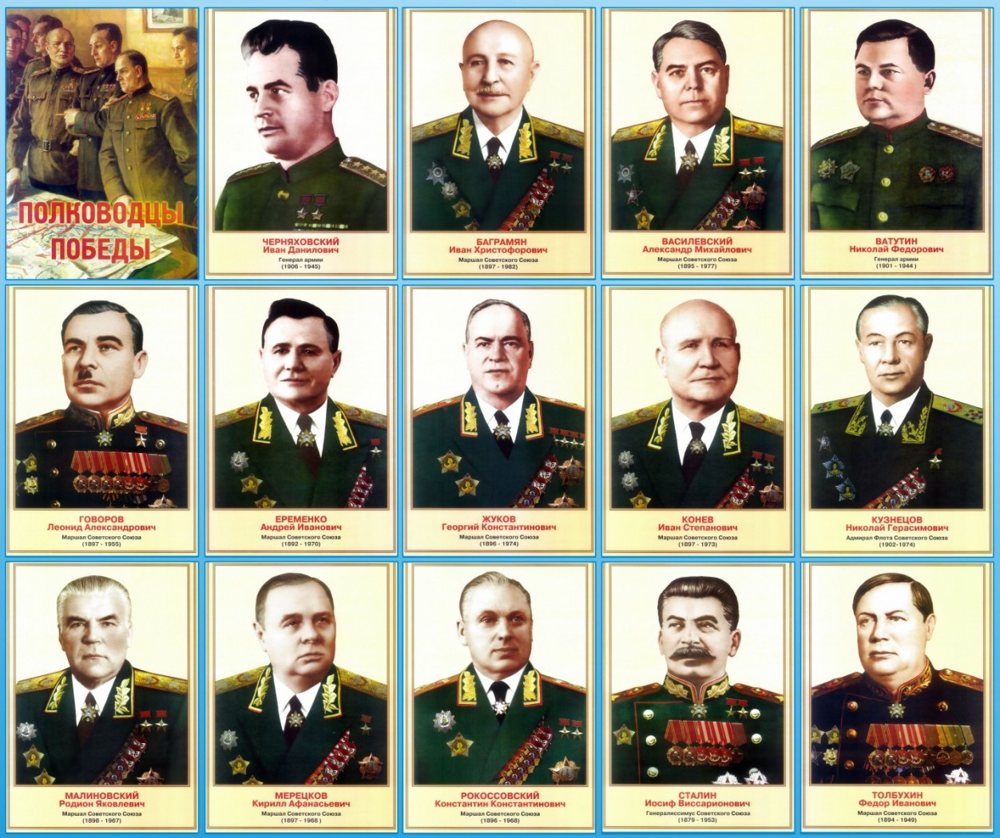 ПОЛКОВОДЦЫ
ПОБЕДЫ
ЧЕРНЯХОВСКИЙ
Иван Данилович
Генерал армии
(1906 - 1945)
БАГРАМЯН
Иван Христофорович
Маршал Советского Союза
(1897 - 1982)
ВАСИЛЕВСКИЙ
Александр Михайлович
Маршал Советского Союза
(1895 - 1977)
ВАТУТИН
Николай Федорович
Генерал армии
(1901 - 1944 )
ГОВОРОВ
Леонид Александрович
Маршал Советского Союза
(1897 - 1955)
ЕРЕМЕНКО
Андрей Иванович
Маршал Советского Союза
(1892 - 1970)
ЖУКОВ
Георгий Константинович
Маршал Советского Союза
(1896 - 1974)
КОНЕВ
Иван Степанович
Маршал Советского Союза
(1897 - 1973)
КУЗНЕЦОВ
Николай Герасимович
Адмирал Флота Советского Союза
(1902-1974)
МАЛИНОВСКИЙ
Родион Яковлевич
Маршал Советского Союза
(1898 - 1967)
МЕРЕЦКОВ
Кирилл Афанасьевич
Маршал Советского Союза
(1897 - 1968 )
РОКОССОВСКИЙ
Константин Константинович
Маршал Советского Союза
(1896 - 1968)
СТАЛИН
Иосиф Виссарионович
Генералиссимус Советского Союза
(1879 - 1953)
ТОЛБУХИН
Федор Иванович
Маршал Советского Союза
(1894 - 1949)